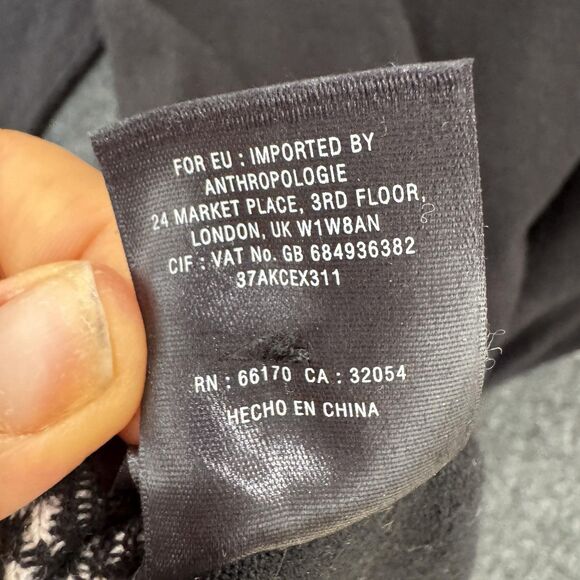 FOR EU : IMPORTED BY
ANTHROPOLOGIE
24 MARKET PLACE, 3RD FLOOR,
LONDON, UK W1W8AN
CIF : VAT No. GB 684936382
37AKCEX311
RN : 66170 CA : 32054
HECHO EN CHINA